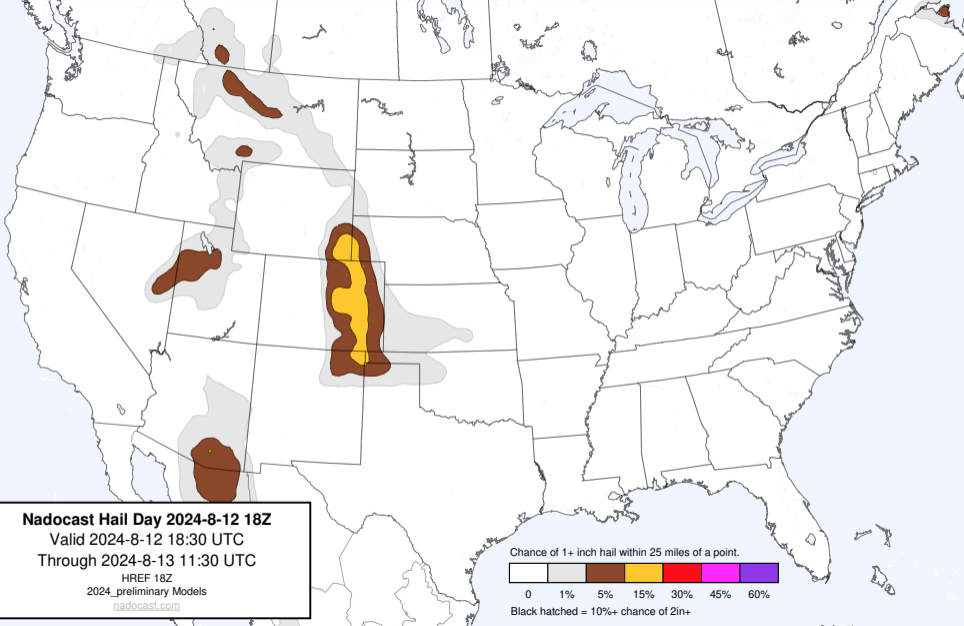 Nadocast Hail Day 2024-8-12 18Z
Valid 2024-8-12 18:30 UTC
Through 2024-8-13 11:30 UTC
HREF 18Z
2024_preliminary Models
nadocast.com
Chance of 1+ inch hail within 25 miles of a point.
0 1% 5% 15% 30% 45% 60%
Black hatched = 10%+ chance of 2in+